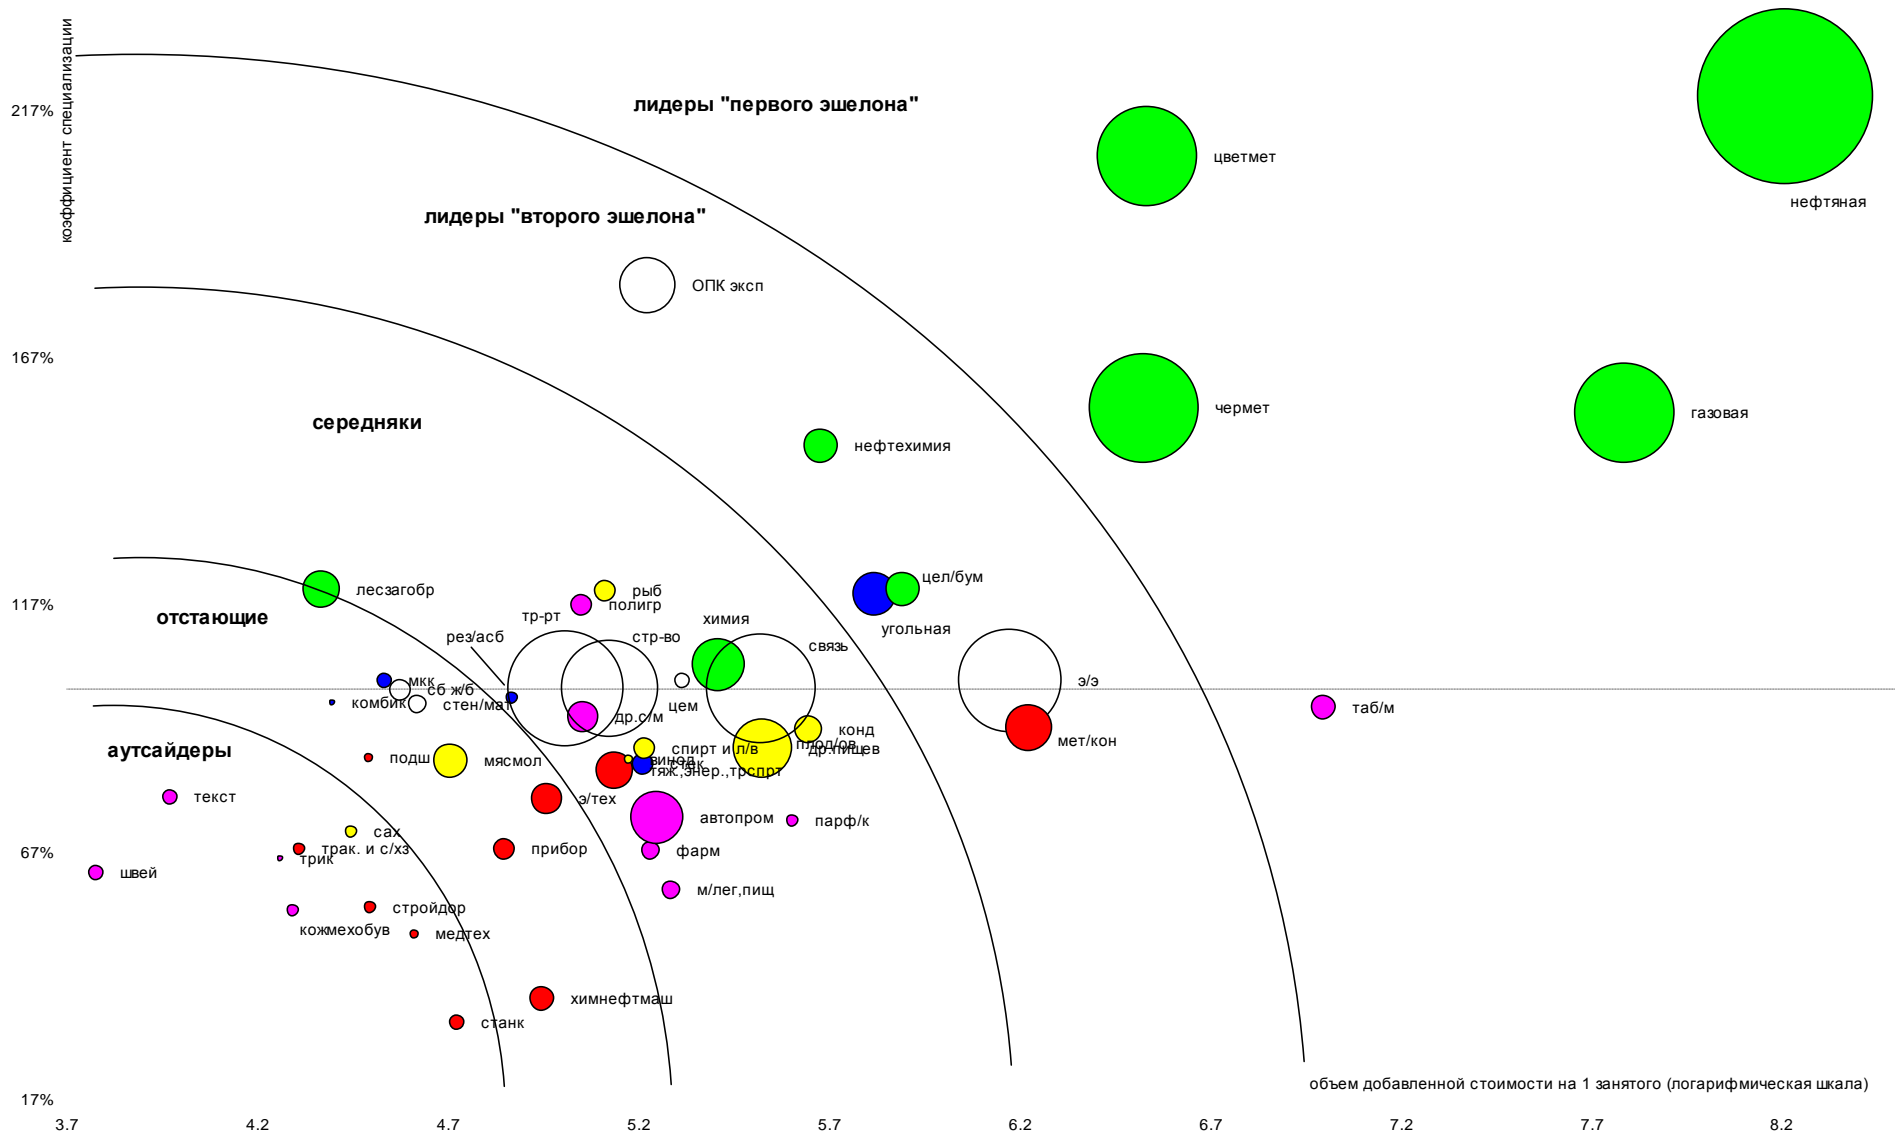 коэффициент специализации
217%
167%
117%
67%
17%
лидеры "первого эшелона"
цветмет
нефтяная
лидеры "второго эшелона"
ОПК эксп
чермет
газовая
середняки
нефтехимия
лесзагобр
рыб
полигр
цел/бум
отстающие
тр-рт
химия
рез/асб
стр-во
связь
угольная
мкк
сб ж/б
э/э
комбик
стен/мат
цем
таб/м
др.с/м
конд
мет/кон
аутсайдеры
спирт и л/в
плод/ов
др.пищев
подш
мясмол
винод
стек
тяж.,энер.,трспрт
текст
э/тех
автопром
парф/к
сах
трак. и с/хз
трик
прибор
фарм
швей
м/лег,пищ
стройдор
кожмехобув
медтех
химнефтмаш
станк
объем добавленной стоимости на 1 занятого (логарифмическая шкала)
3.7 4.2 4.7 5.2 5.7 6.2 6.7 7.2 7.7 8.2